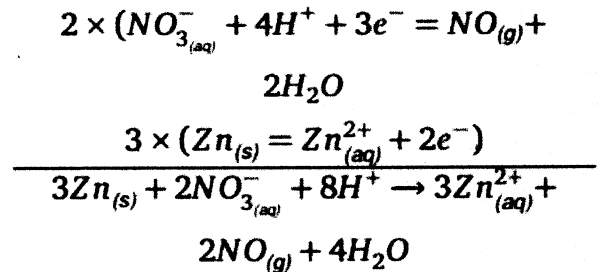 2 × (NO₃⁻₍aq₎ + 4H⁺ + 3e⁻ = NO₍g₎+
2H₂O
3 × (Zn₍s₎ = Zn²⁺₍aq₎ + 2e⁻)
3Zn₍s₎ + 2NO₃⁻₍aq₎ + 8H⁺ → 3Zn²⁺₍aq₎+
2NO₍g₎ + 4H₂O